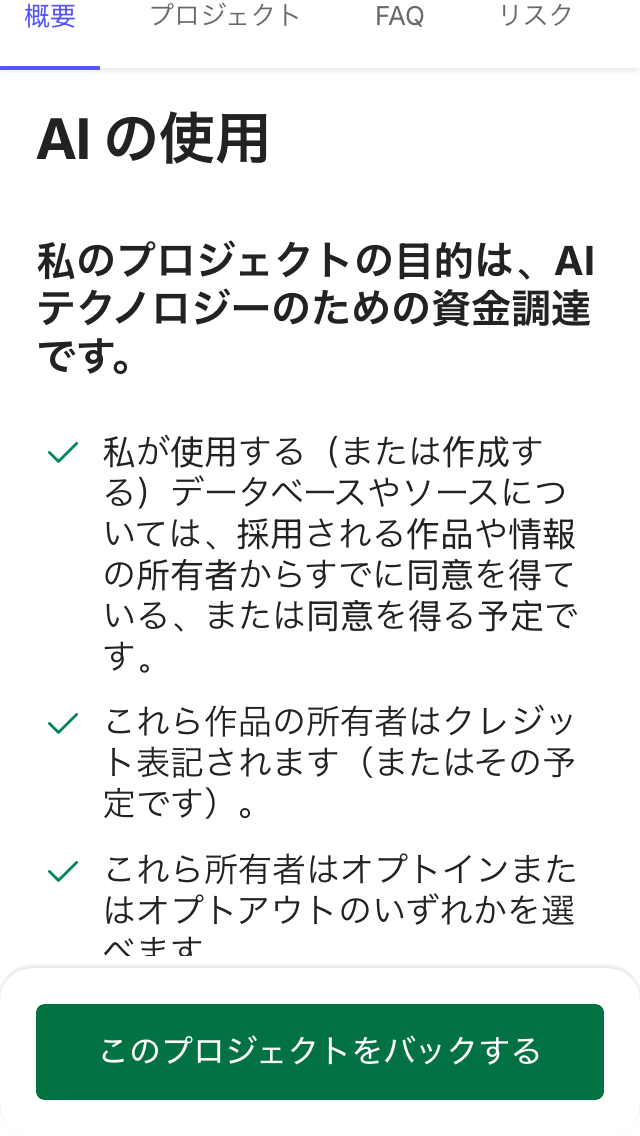 概要 プロジェクト FAQ リスク
AI の使用
私のプロジェクトの目的は、AI
テクノロジーのための資金調達
です。
私が使用する（または作成す
る）データベースやソースにつ
いては、採用される作品や情報
の所有者からすでに同意を得て
いる、または同意を得る予定で
す。
これら作品の所有者はクレジッ
ト表記されます（またはその予
定です）。
これら所有者はオプトインまた
はオプトアウトのいずれかを選
べます
このプロジェクトをバックする